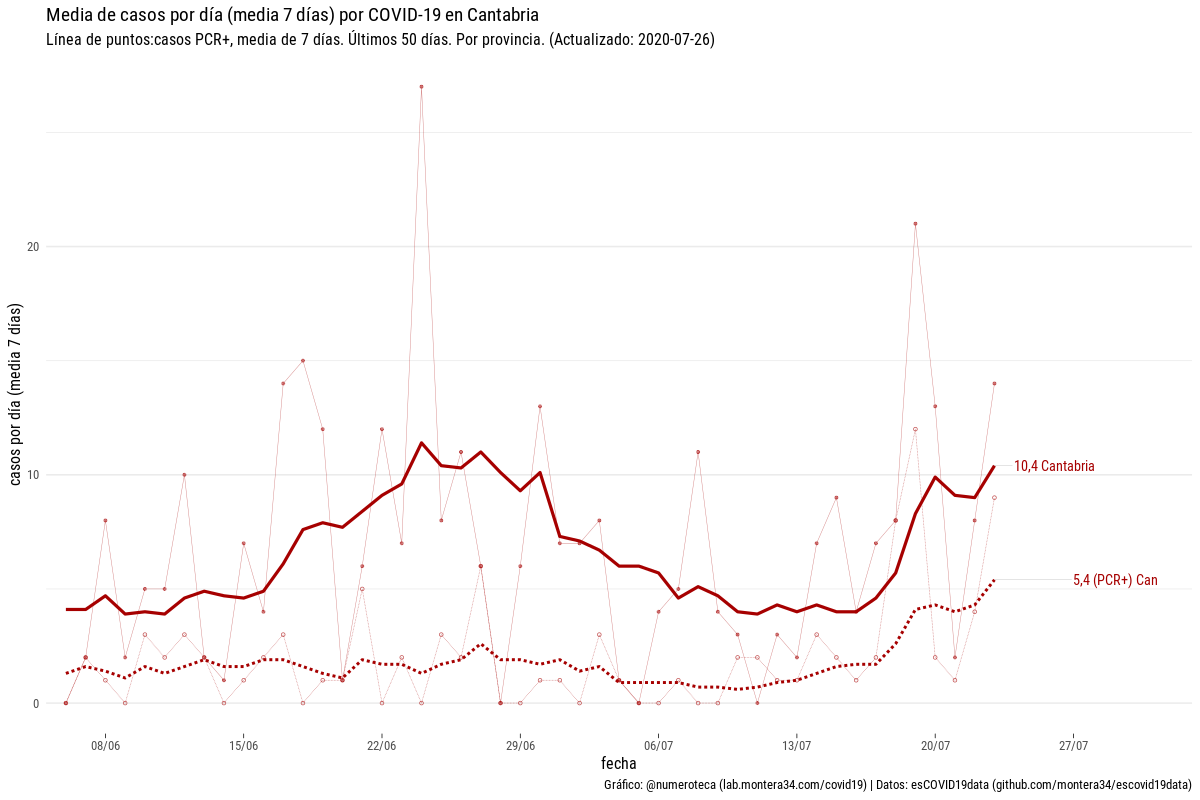 Media de casos por día (media 7 días) por COVID-19 en Cantabria
Línea de puntos:casos PCR+, media de 7 días. Últimos 50 días. Por provincia. (Actualizado: 2020-07-26)
casos por día (media 7 días)
20
10
0
10,4 Cantabria
5,4 (PCR+) Can
08/06
15/06
22/06
29/06
06/07
13/07
20/07
27/07
fecha
Gráfico: @numeroteca (lab.montera34.com/covid19) | Datos: esCOVID19data (github.com/montera34/escovid19data)